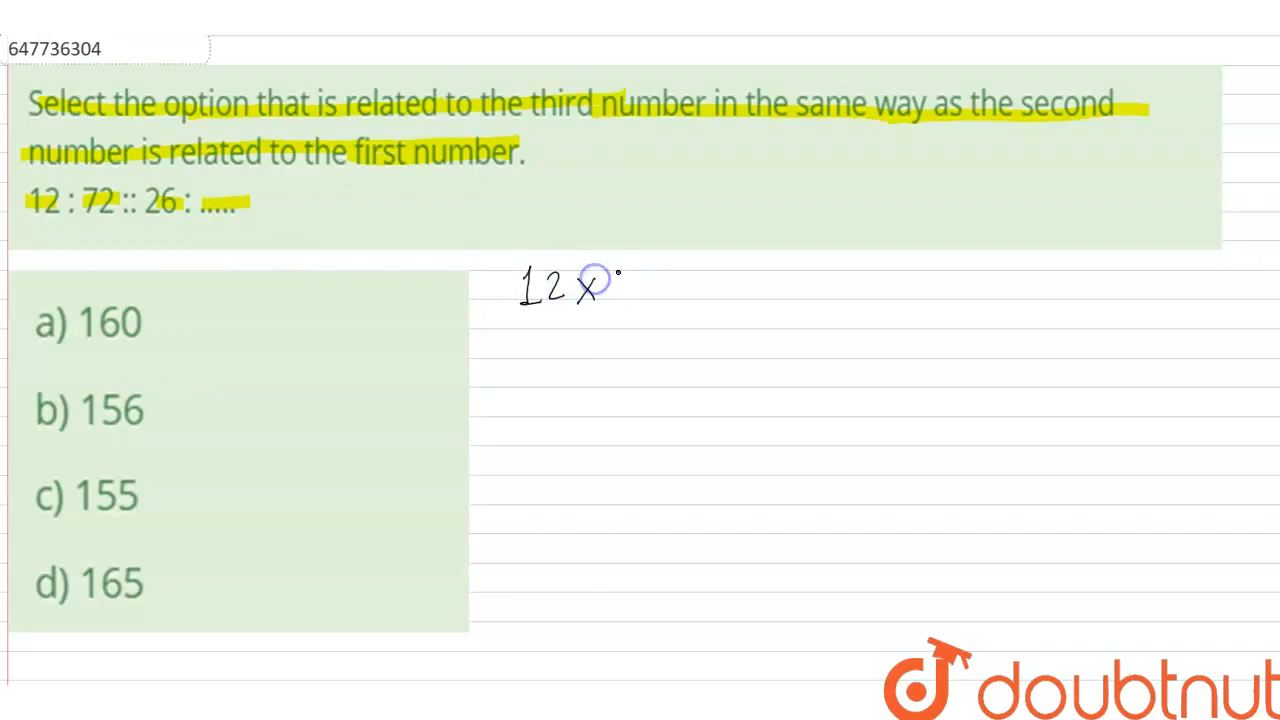 647736304
Select the option that is related to the third number in the same way as the second
number is related to the first number.
12 : 72 :: 26 : .....
12 x
a) 160
b) 156
c) 155
d) 165
doubtnut